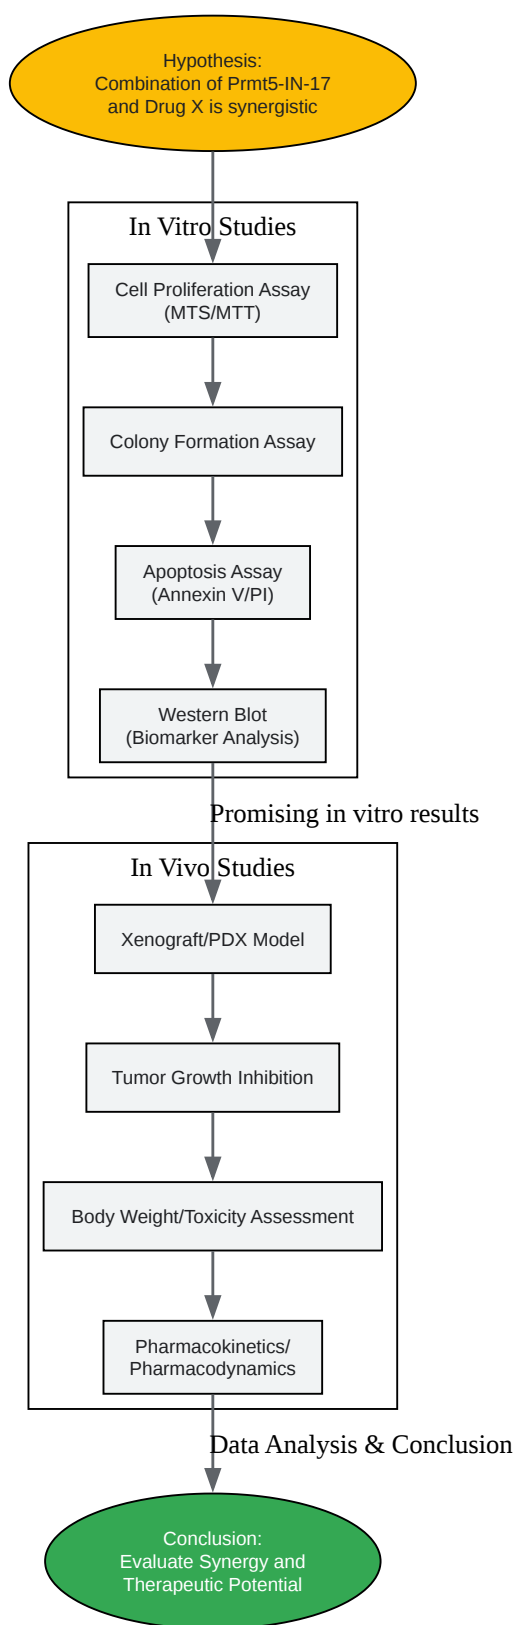 Hypothesis:
Combination of Prmt5-IN-17
and Drug X is synergistic
In Vitro Studies
Cell Proliferation Assay
(MTS/MTT)
Colony Formation Assay
Apoptosis Assay
(Annexin V/PI)
Western Blot
(Biomarker Analysis)
Promising in vitro results
In Vivo Studies
Xenograft/PDX Model
Tumor Growth Inhibition
Body Weight/Toxicity Assessment
Pharmacokinetics/
Pharmacodynamics
Data Analysis & Conclusion
Conclusion:
Evaluate Synergy and
Therapeutic Potential